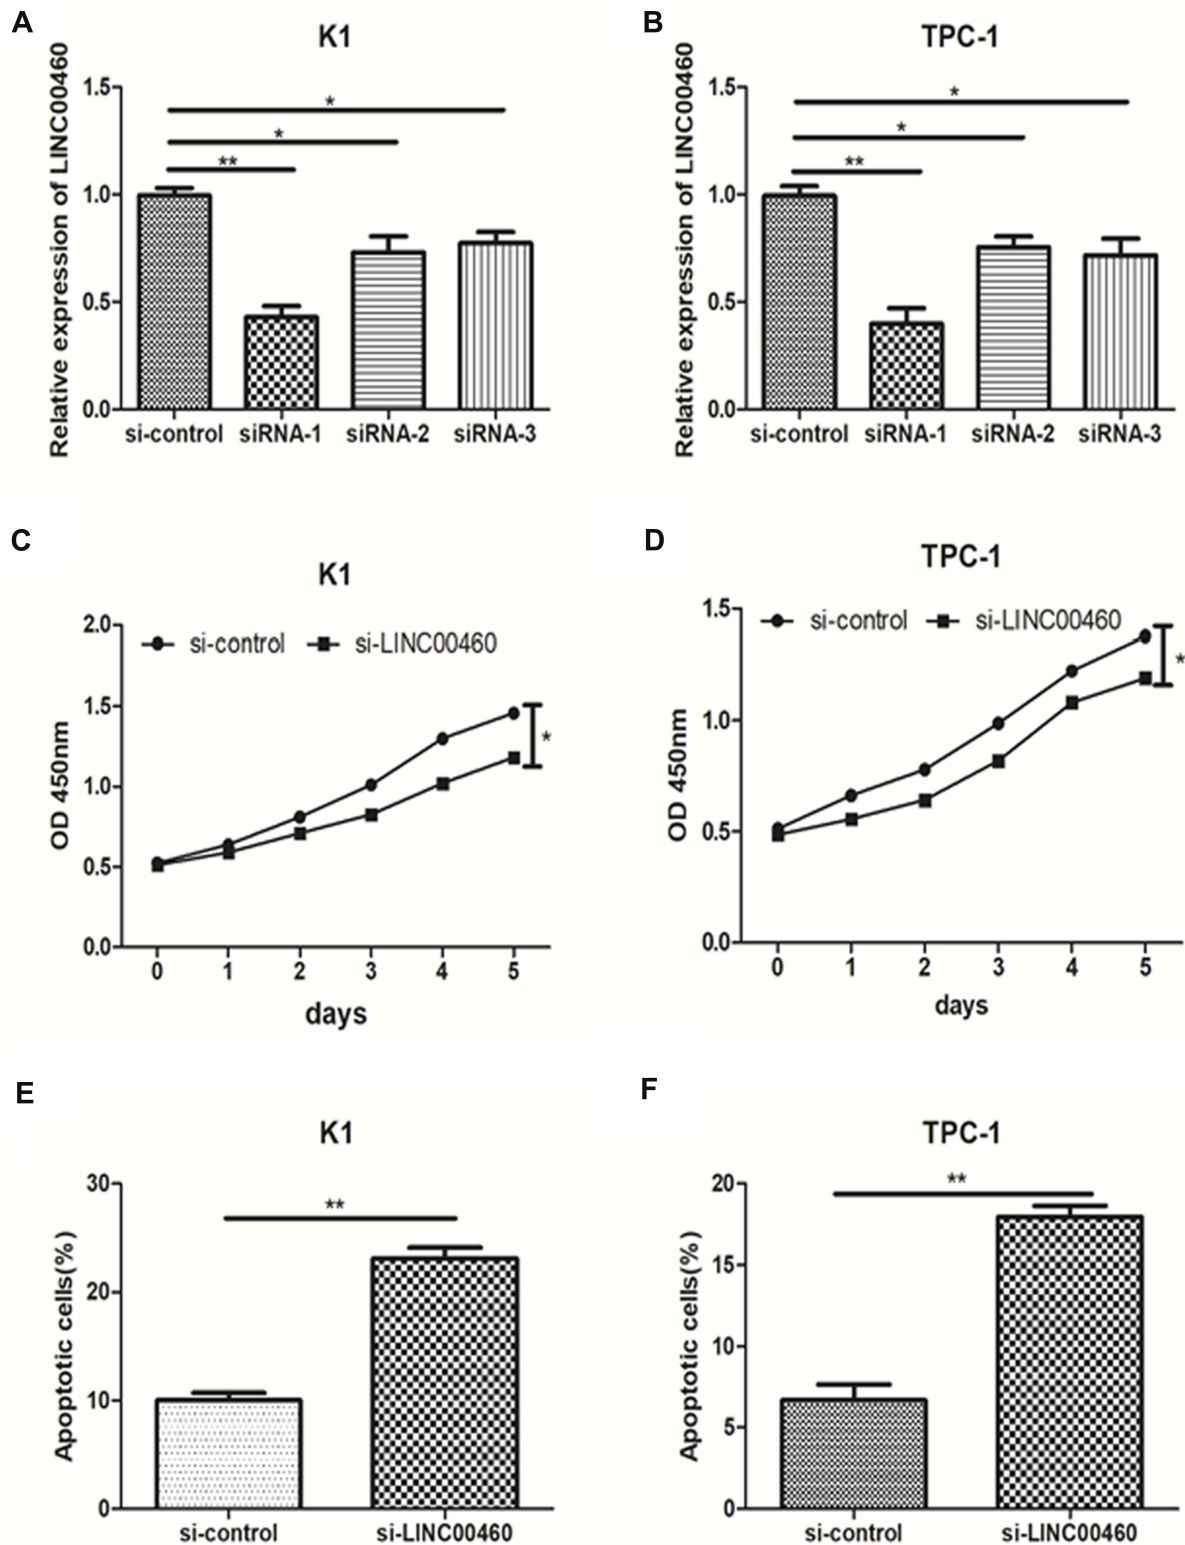 A
K1
Relative expression of LINC00460
1.5
1.0
0.5
0.0
*
*
**
si-control siRNA-1 siRNA-2 siRNA-3
B
TPC-1
Relative expression of LINC00460
1.5
1.0
0.5
0.0
*
*
**
si-control siRNA-1 siRNA-2 siRNA-3
C
K1
OD 450nm
2.0
1.5
1.0
0.5
0.0
si-control si-LINC00460
*
0 1 2 3 4 5
days
D
TPC-1
OD 450nm
1.5
1.0
0.5
0.0
si-control si-LINC00460
*
0 1 2 3 4 5
days
E
K1
Apoptotic cells(%)
30
20
10
0
**
si-control si-LINC00460
F
TPC-1
Apoptotic cells(%)
20
15
10
5
0
**
si-control si-LINC00460